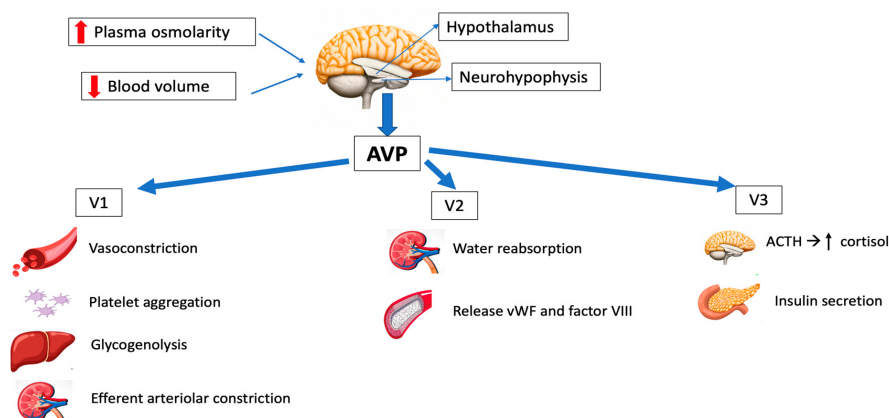 Plasma osmolarity
Blood volume
Hypothalamus
Neurohypophysis
AVP
V1
Vasoconstriction
Platelet aggregation
Glycogenolysis
Efferent arteriolar constriction
V2
Water reabsorption
Release vWF and factor VIII
V3
ACTH → ↑ cortisol
Insulin secretion